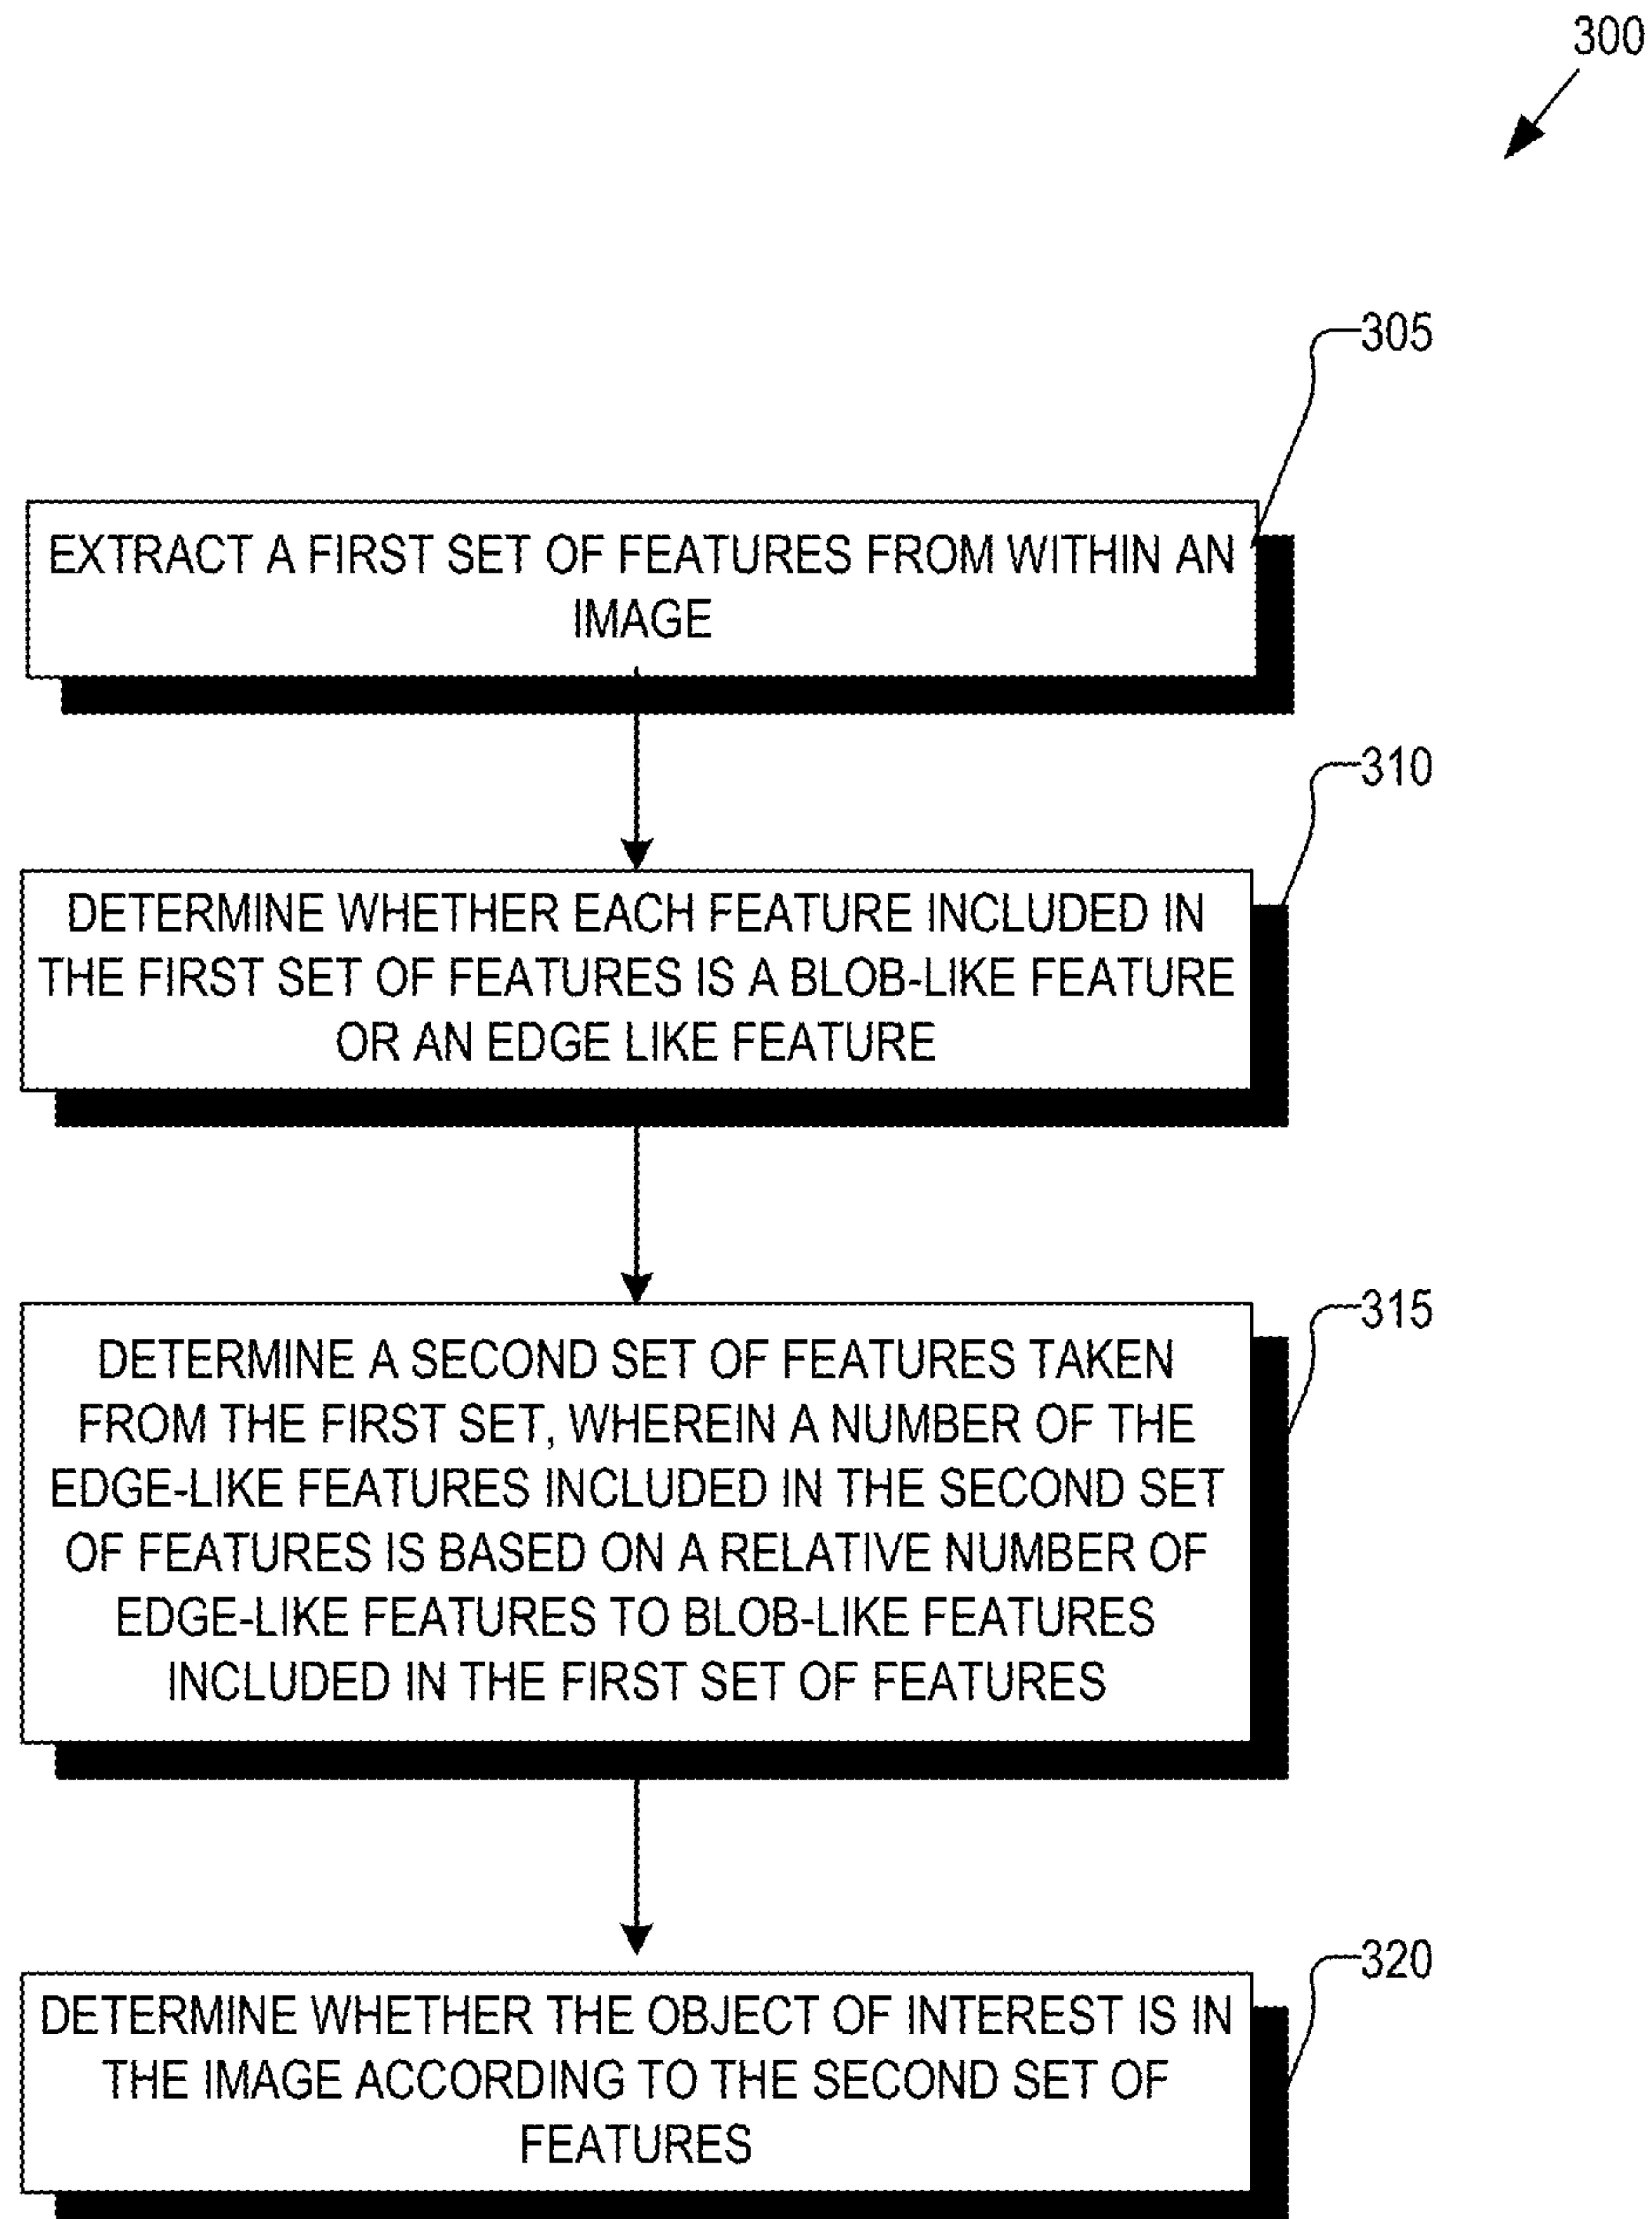 300
305
EXTRACT A FIRST SET OF FEATURES FROM WITHIN AN
IMAGE
310
DETERMINE WHETHER EACH FEATURE INCLUDED IN
THE FIRST SET OF FEATURES IS A BLOB-LIKE FEATURE
OR AN EDGE LIKE FEATURE
315
DETERMINE A SECOND SET OF FEATURES TAKEN
FROM THE FIRST SET, WHEREIN A NUMBER OF THE
EDGE-LIKE FEATURES INCLUDED IN THE SECOND SET
OF FEATURES IS BASED ON A RELATIVE NUMBER OF
EDGE-LIKE FEATURES TO BLOB-LIKE FEATURES
INCLUDED IN THE FIRST SET OF FEATURES
320
DETERMINE WHETHER THE OBJECT OF INTEREST IS IN
THE IMAGE ACCORDING TO THE SECOND SET OF
FEATURES